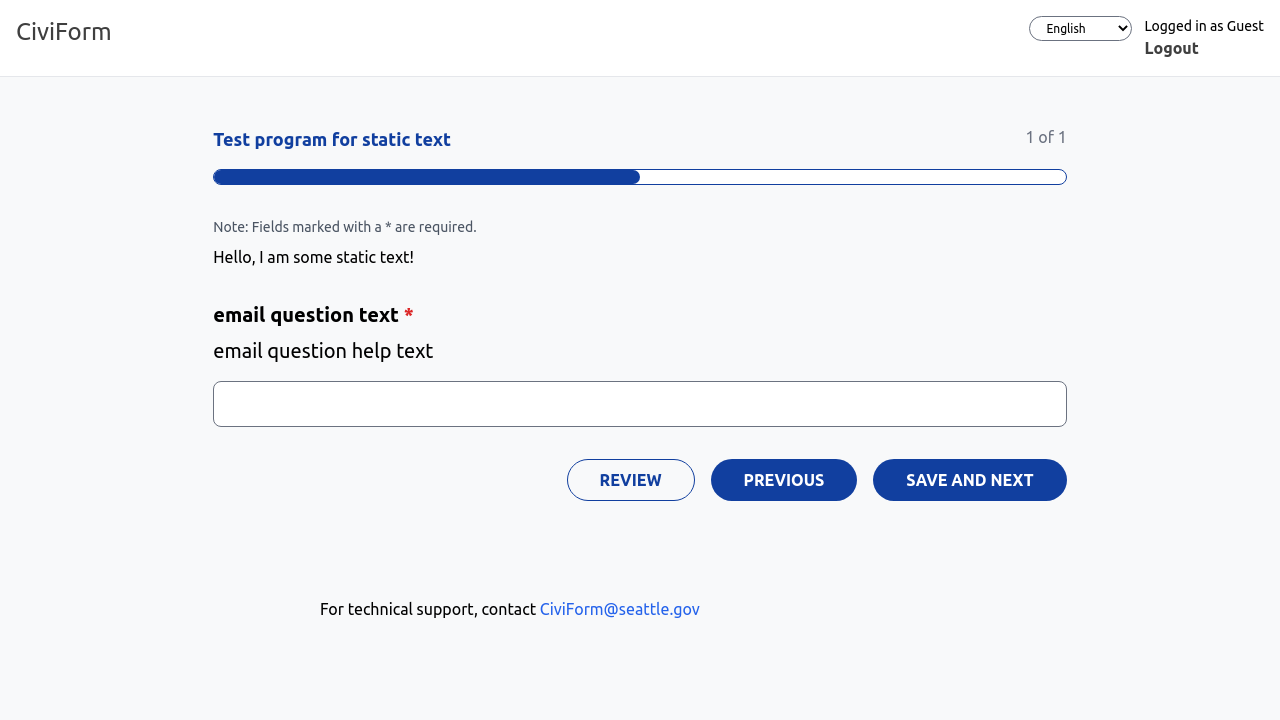 CiviForm
English
Logged in as Guest
Logout
Test program for static text
1 of 1
Note: Fields marked with a * are required.
Hello, I am some static text!
email question text *
email question help text
REVIEW
PREVIOUS
SAVE AND NEXT
For technical support, contact CiviForm@seattle.gov